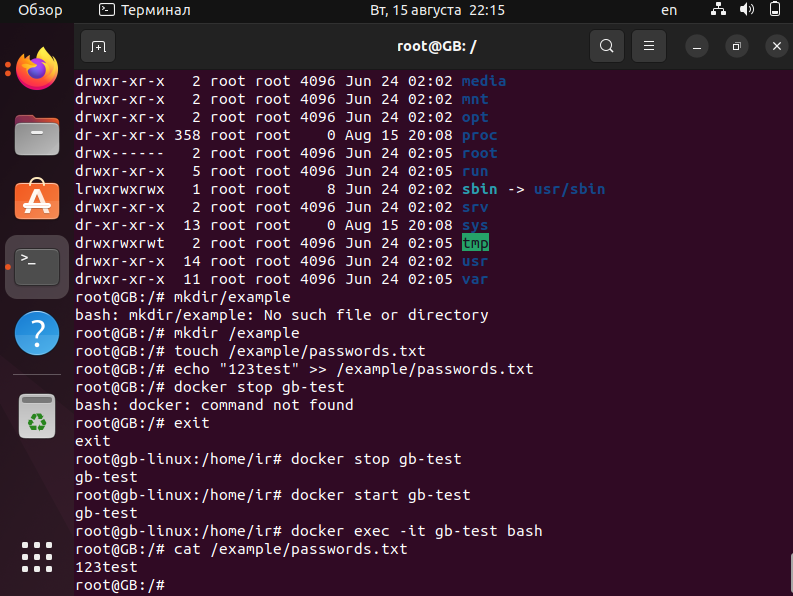 Обзор Терминал Вт, 15 августа 22:15 en
root@GB: /
drwxr-xr-x   2 root root 4096 Jun 24 02:02 media
drwxr-xr-x   2 root root 4096 Jun 24 02:02 mnt
drwxr-xr-x   2 root root 4096 Jun 24 02:02 opt
dr-xr-xr-x 358 root root    0 Aug 15 20:08 proc
drwx------   2 root root 4096 Jun 24 02:05 root
drwxr-xr-x   5 root root 4096 Jun 24 02:05 run
lrwxrwxrwx   1 root root    8 Jun 24 02:02 sbin -> usr/sbin
drwxr-xr-x   2 root root 4096 Jun 24 02:02 srv
dr-xr-xr-x  13 root root    0 Aug 15 20:08 sys
drwxrwxrwt   2 root root 4096 Jun 24 02:05 tmp
drwxr-xr-x  14 root root 4096 Jun 24 02:02 usr
drwxr-xr-x  11 root root 4096 Jun 24 02:05 var
root@GB:/# mkdir/example
bash: mkdir/example: No such file or directory
root@GB:/# mkdir /example
root@GB:/# touch /example/passwords.txt
root@GB:/# echo "123test" >> /example/passwords.txt
root@GB:/# docker stop gb-test
bash: docker: command not found
root@GB:/# exit
exit
root@gb-linux:/home/ir# docker stop gb-test
gb-test
root@gb-linux:/home/ir# docker start gb-test
gb-test
root@gb-linux:/home/ir# docker exec -it gb-test bash
root@GB:/# cat /example/passwords.txt
123test
root@GB:/#